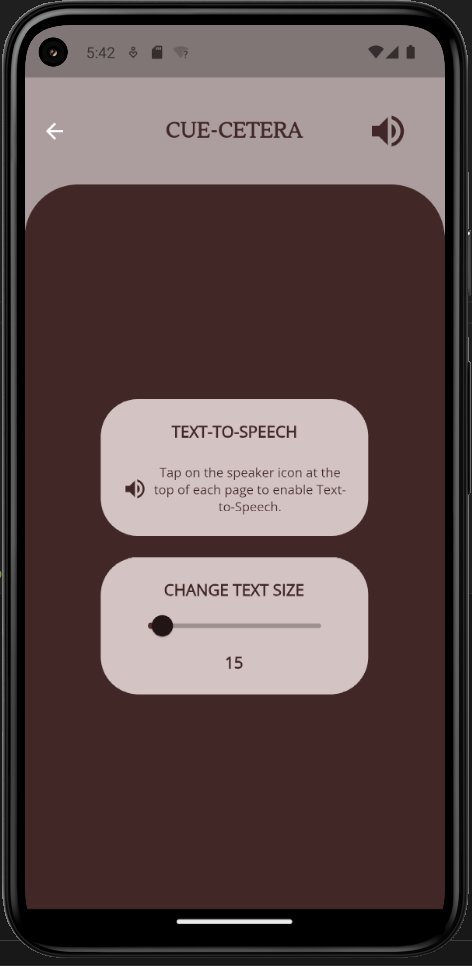 5:42
CUE-CETERA
TEXT-TO-SPEECH
Tap on the speaker icon at the
top of each page to enable Text-
to-Speech.
CHANGE TEXT SIZE
15